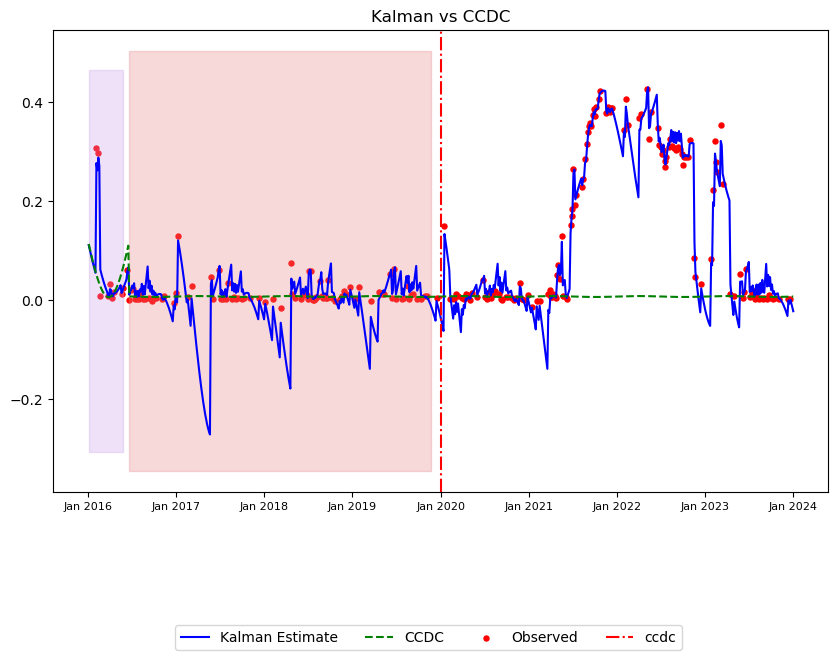 Kalman vs CCDC
0.4
0.2
0.0
−0.2
Jan 2016 Jan 2017 Jan 2018 Jan 2019 Jan 2020 Jan 2021 Jan 2022 Jan 2023 Jan 2024
Kalman Estimate CCDC Observed ccdc